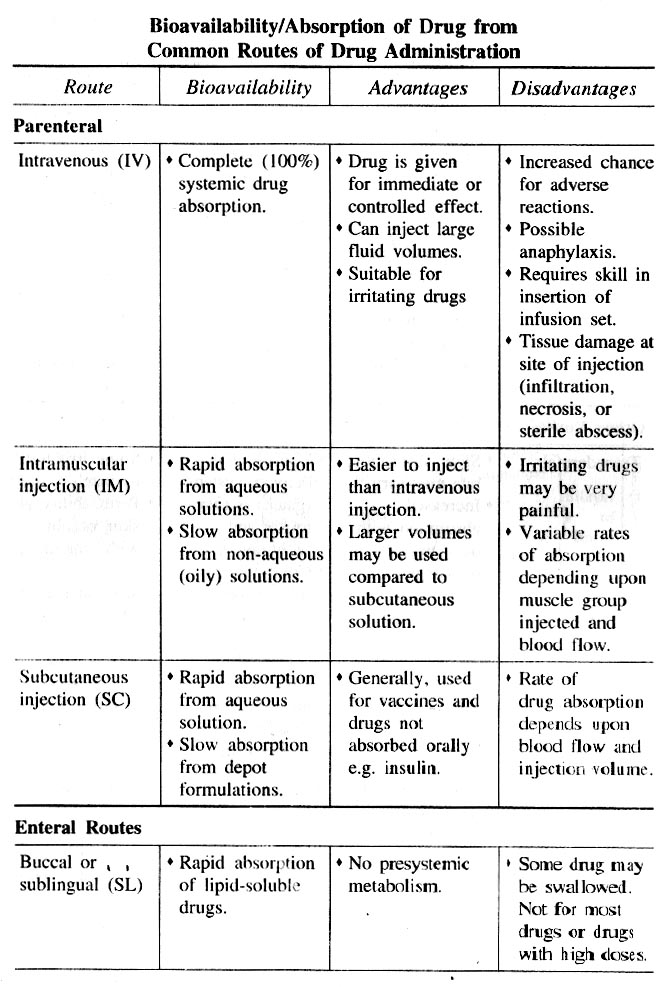 Bioavailability/Absorption of Drug from
Common Routes of Drug Administration
Route Bioavailability Advantages Disadvantages
Parenteral
Intravenous (IV)
♦ Complete (100%)
systemic drug
absorption.
♦ Drug is given
for immediate or
controlled effect.
♦ Can inject large
fluid volumes.
♦ Suitable for
irritating drugs
♦ Increased chance
for adverse
reactions.
♦ Possible
anaphylaxis.
♦ Requires skill in
insertion of
infusion set.
♦ Tissue damage at
site of injection
(infiltration,
necrosis, or
sterile abscess).
Intramuscular
injection (IM)
♦ Rapid absorption
from aqueous
solutions.
♦ Slow absorption
from non-aqueous
(oily) solutions.
♦ Easier to inject
than intravenous
injection.
♦ Larger volumes
may be used
compared to
subcutaneous
solution.
♦ Irritating drugs
may be very
painful.
♦ Variable rates
of absorption
depending upon
muscle group
injected and
blood flow.
Subcutaneous
injection (SC)
♦ Rapid absorption
from aqueous
solution.
♦ Slow absorption
from depot
formulations.
♦ Generally, used
for vaccines and
drugs not
absorbed orally
e.g. insulin.
♦ Rate of
drug absorption
depends upon
blood flow and
injection volume.
Enteral Routes
Buccal or
sublingual (SL)
♦ Rapid absorption
of lipid-soluble
drugs.
♦ No presystemic
metabolism.
♦ Some drug may
be swallowed.
Not for most
drugs or drugs
with high doses.